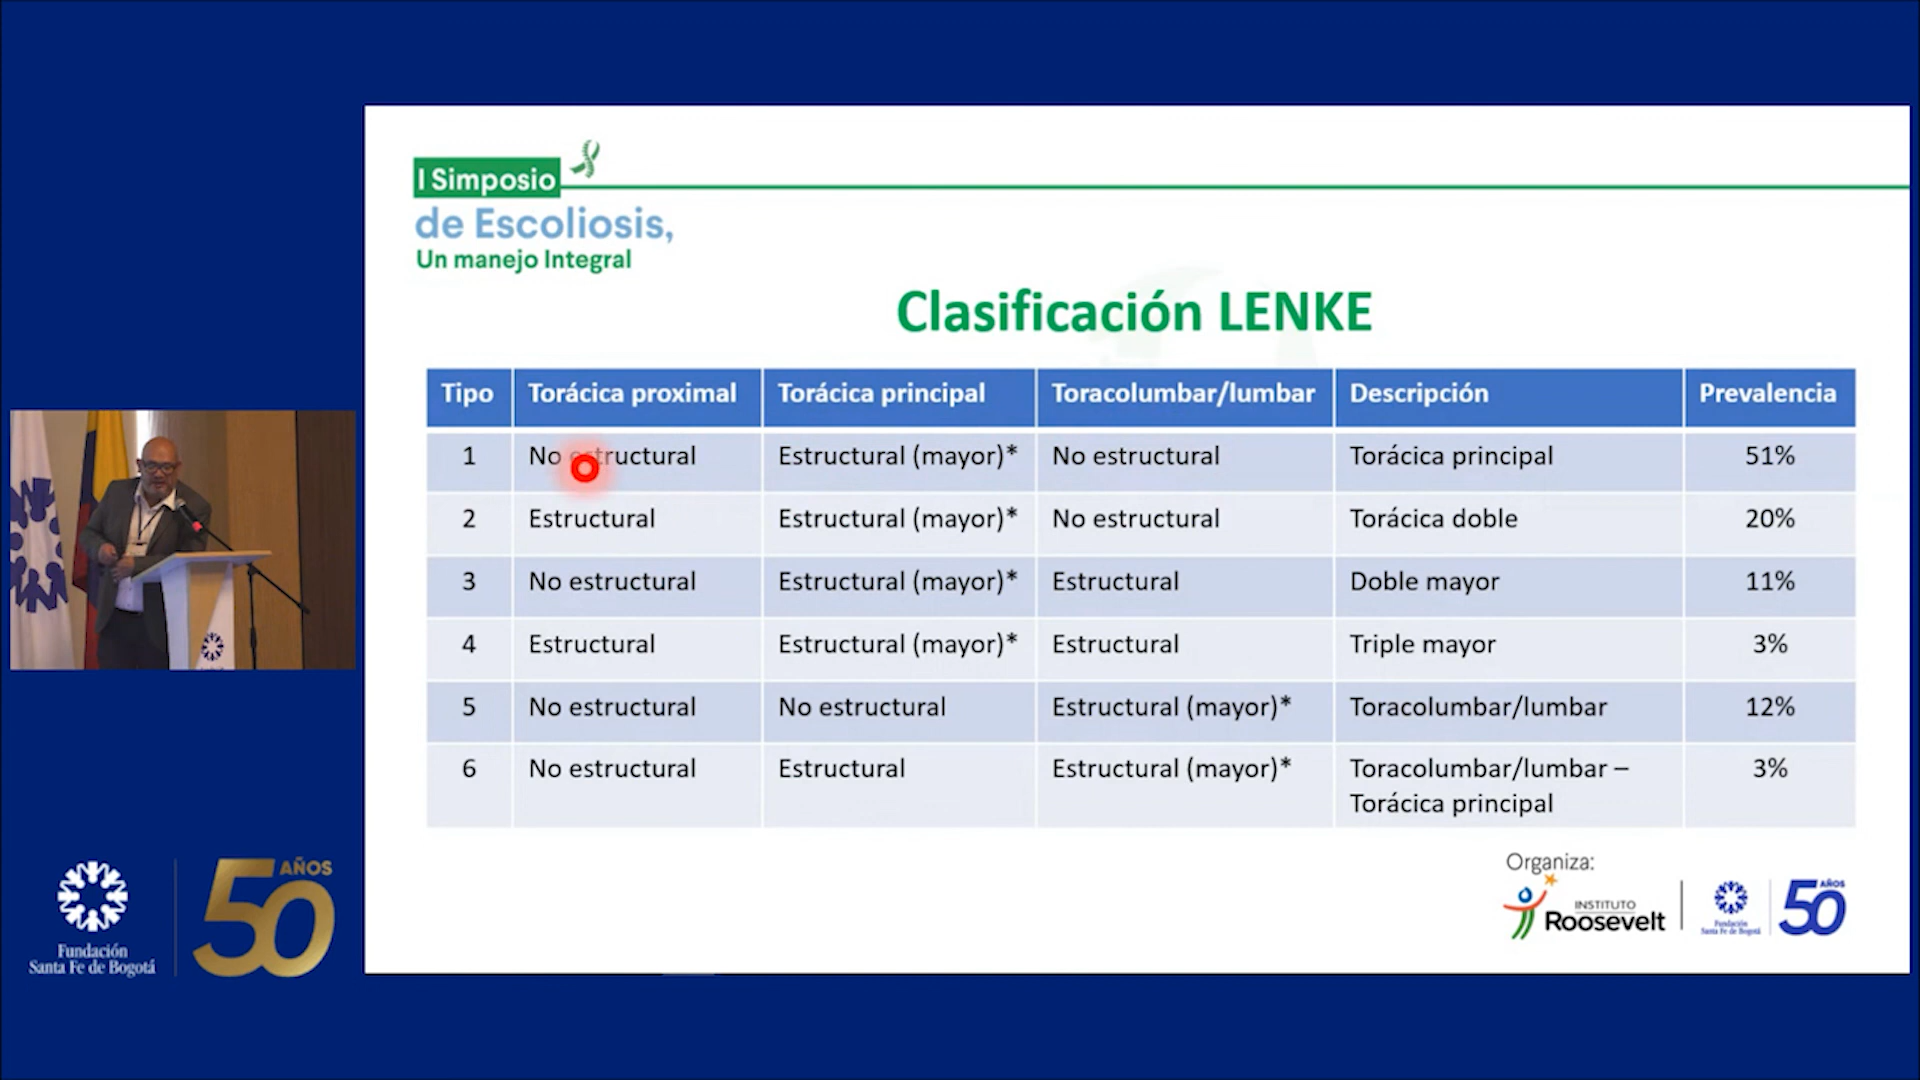 I Simposio
de Escoliosis,
Un manejo Integral
Clasificación LENKE
Tipo Torácica proximal Torácica principal Toracolumbar/lumbar Descripción Prevalencia
1 No estructural Estructural (mayor)* No estructural Torácica principal 51%
2 Estructural Estructural (mayor)* No estructural Torácica doble 20%
3 No estructural Estructural (mayor)* Estructural Doble mayor 11%
4 Estructural Estructural (mayor)* Estructural Triple mayor 3%
5 No estructural No estructural Estructural (mayor)* Toracolumbar/lumbar 12%
6 No estructural Estructural Estructural (mayor)* Toracolumbar/lumbar – 3%
Torácica principal
Organiza:
INSTITUTO
Roosevelt
Fundación
Santa Fe de Bogotá
50 AÑOS
Fundación
Santa Fe de Bogotá
50 AÑOS